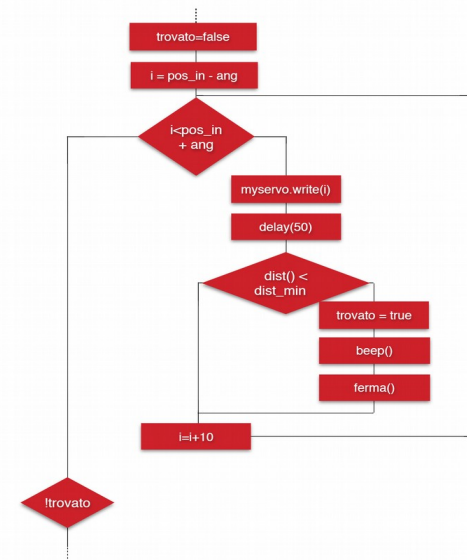 trovato=false
i = pos_in - ang
i<pos_in
+ ang
myservo.write(i)
delay(50)
dist() <
dist_min
trovato = true
beep()
ferma()
i=i+10
!trovato